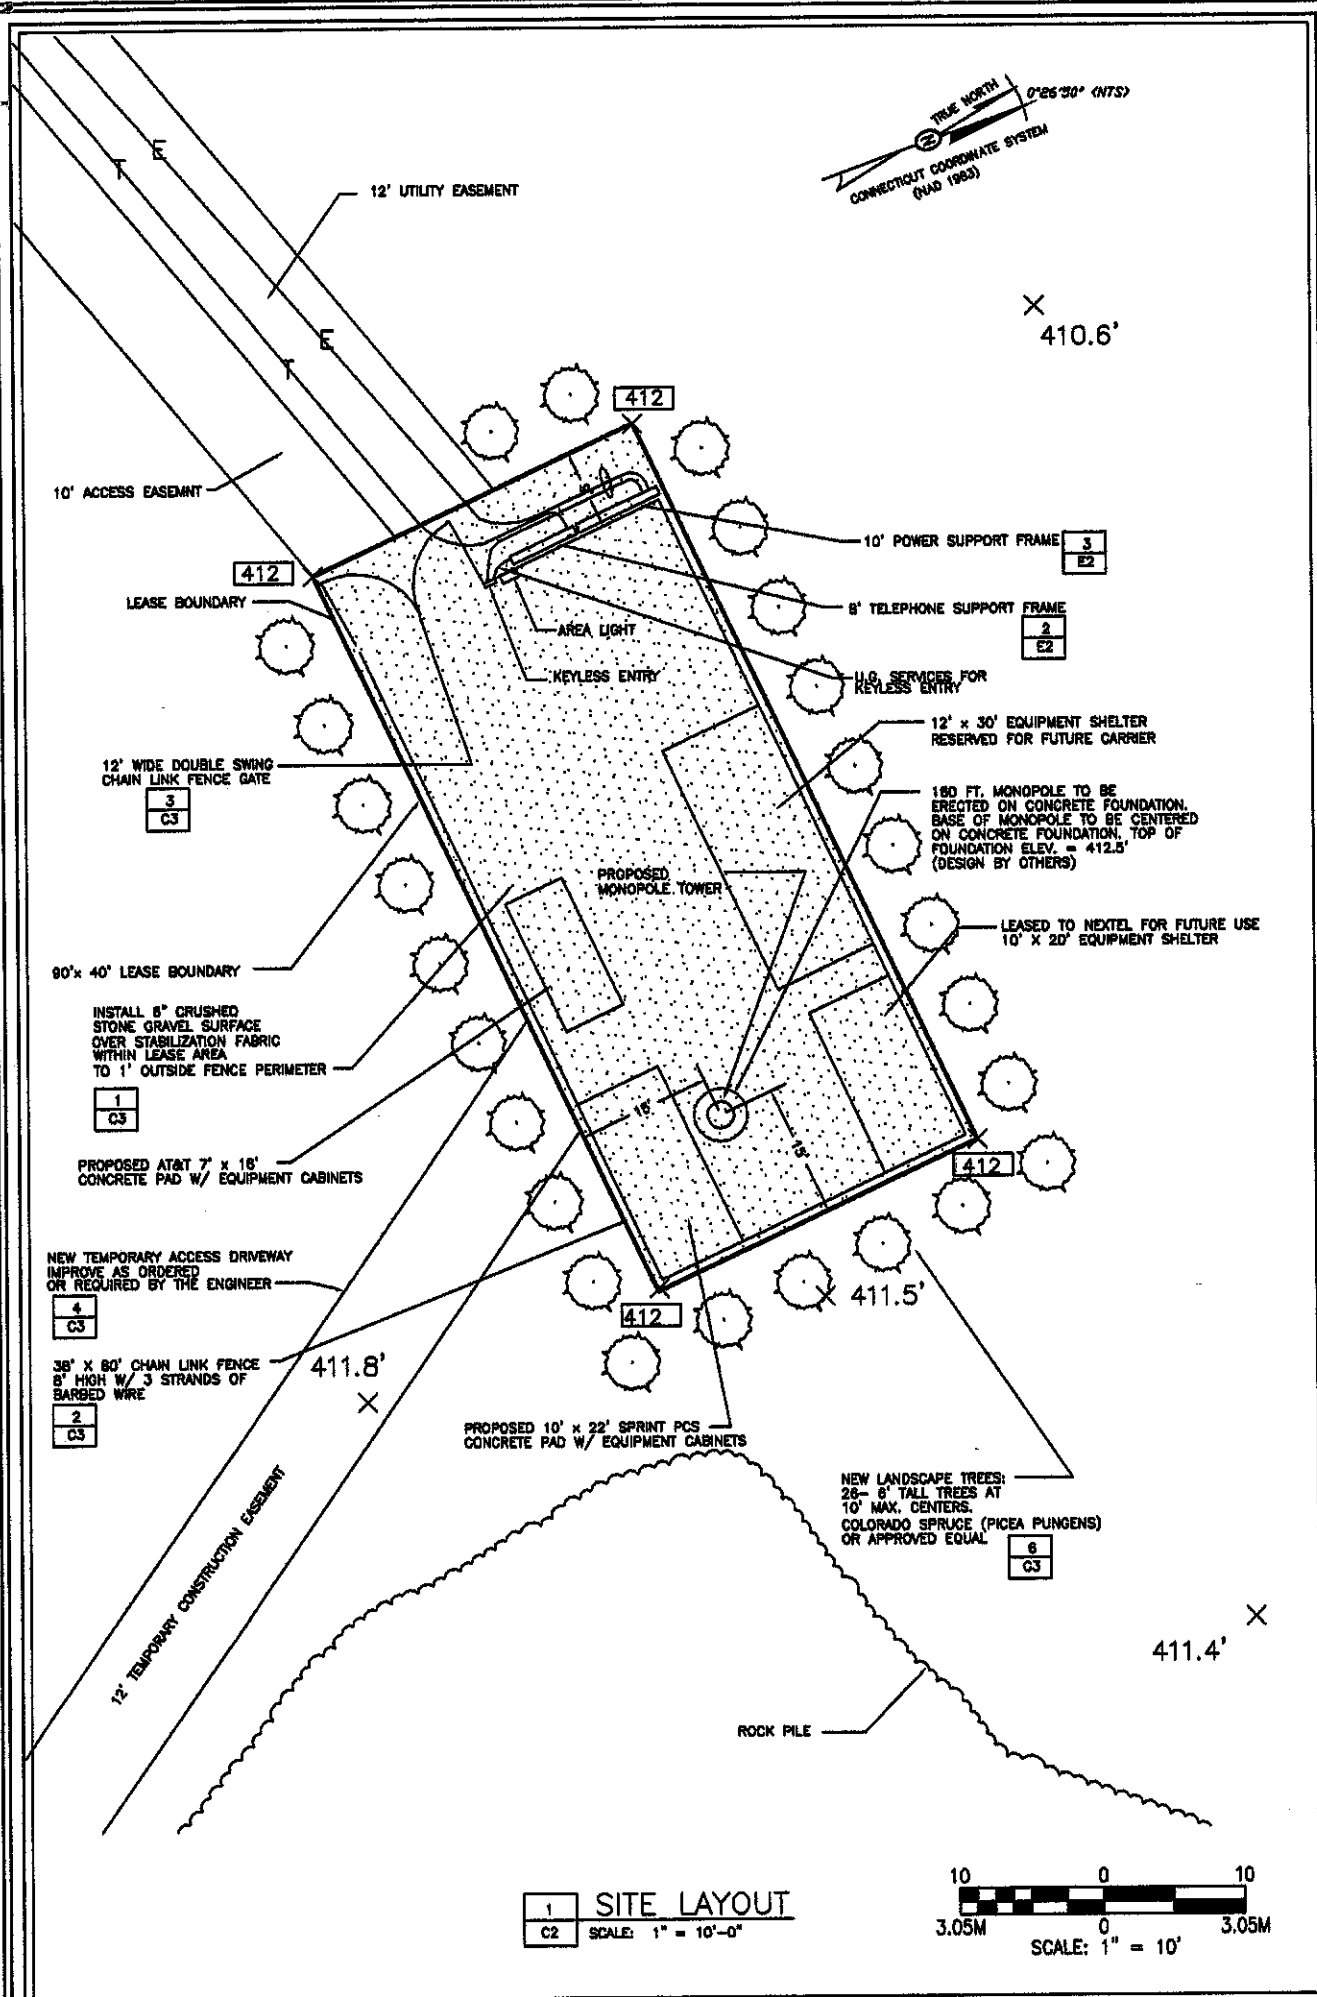 TRUE NORTH
0°26'30" (NTS)
N
CONNECTICUT COORDINATE SYSTEM
(NAD 1983)
T
E
12' UTILITY EASEMENT
T
E
410.6'
412
10' ACCESS EASEMNT
10' POWER SUPPORT FRAME
3
E2
412
LEASE BOUNDARY
8' TELEPHONE SUPPORT FRAME
2
E2
AREA LIGHT
KEYLESS ENTRY
U.G. SERVICES FOR
KEYLESS ENTRY
12' x 30' EQUIPMENT SHELTER
RESERVED FOR FUTURE CARRIER
12' WIDE DOUBLE SWING
CHAIN LINK FENCE GATE
3
C3
FT. MONOPOLE TO BE
ERECTED ON CONCRETE FOUNDATION.
BASE OF MONOPOLE TO BE CENTERED
ON CONCRETE FOUNDATION. TOP OF
FOUNDATION ELEV. = 412.5'
(DESIGN BY OTHERS)
PROPOSED
MONOPOLE TOWER
LEASED TO NEXTEL FOR FUTURE USE
10' X 20' EQUIPMENT SHELTER
90'x 40' LEASE BOUNDARY
INSTALL 6" CRUSHED
STONE GRAVEL SURFACE
OVER STABILIZATION FABRIC
WITHIN LEASE AREA
TO 1' OUTSIDE FENCE PERIMETER
1
C3
15'
PROPOSED AT&T 7' x 16'
CONCRETE PAD W/ EQUIPMENT CABINETS
412
NEW TEMPORARY ACCESS DRIVEWAY
IMPROVE AS ORDERED
OR REQUIRED BY THE ENGINEER
4
C3
411.5'
412
38' X 80' CHAIN LINK FENCE
8' HIGH W/ 3 STRANDS OF
BARBED WIRE
2
C3
411.8'
PROPOSED 10' x 22' SPRINT PCS
CONCRETE PAD W/ EQUIPMENT CABINETS
12' TEMPORARY CONSTRUCTION EASEMENT
NEW LANDSCAPE TREES:
26- 6' TALL TREES AT
10' MAX. CENTERS.
COLORADO SPRUCE (PICEA PUNGENS)
OR APPROVED EQUAL
6
C3
411.4'
ROCK PILE
1
C2
SITE LAYOUT
SCALE: 1" = 10'-0"
10 0 10
3.05M 0 3.05M
SCALE: 1" = 10'